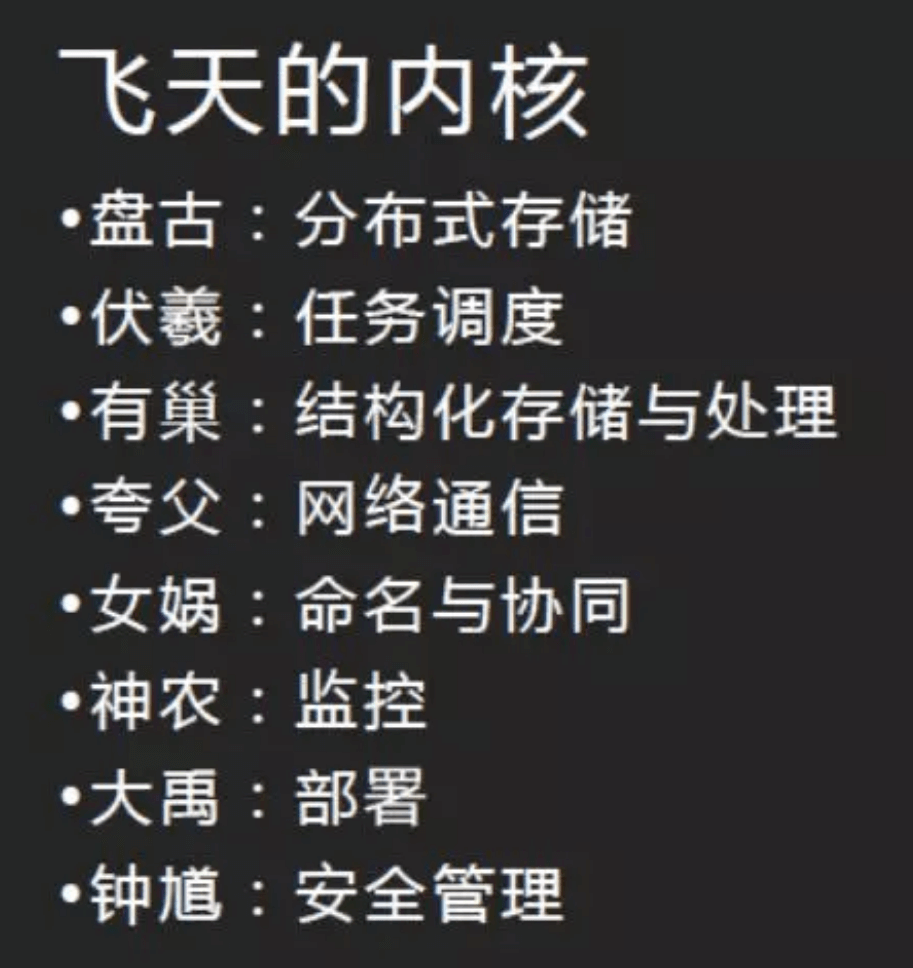 飞天的内核
•盘古：分布式存储
•伏羲：任务调度
•有巢：结构化存储与处理
•夸父：网络通信
•女娲：命名与协同
•神农：监控
•大禹：部署
•钟馗：安全管理